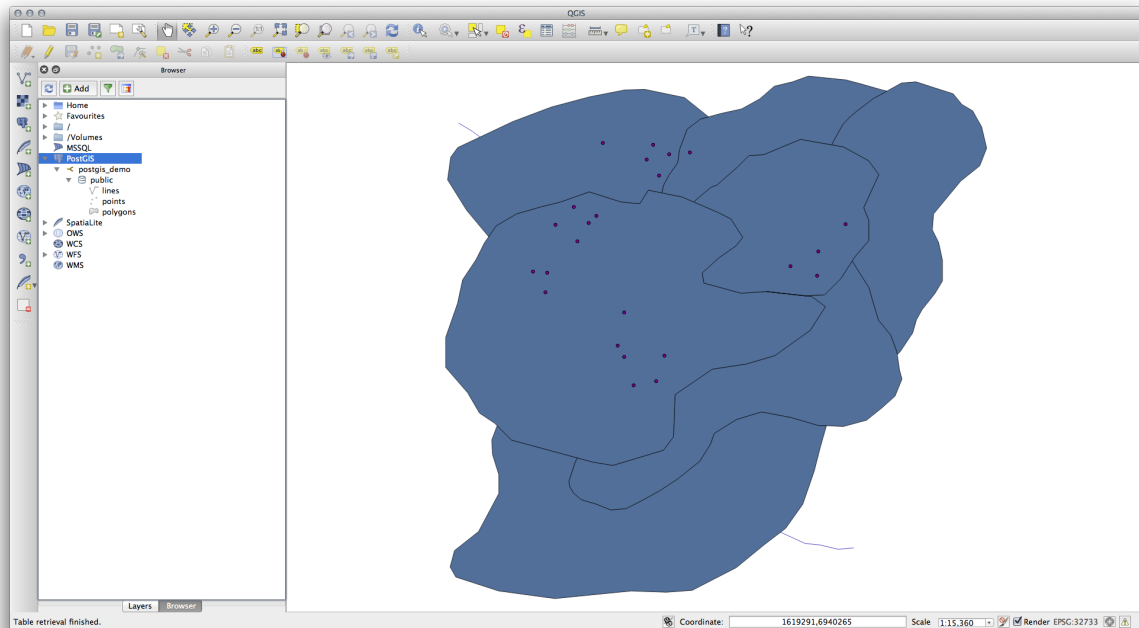 QGIS
Browser
Add
Home
Favourites
/
/Volumes
MSSQL
PostGIS
postgis_demo
public
lines
points
polygons
SpatiaLite
OWS
WCS
WFS
WMS
Layers Browser
Table retrieval finished.
Coordinate: 1619291,6940265 Scale 1:15,360 Render EPSG:32733